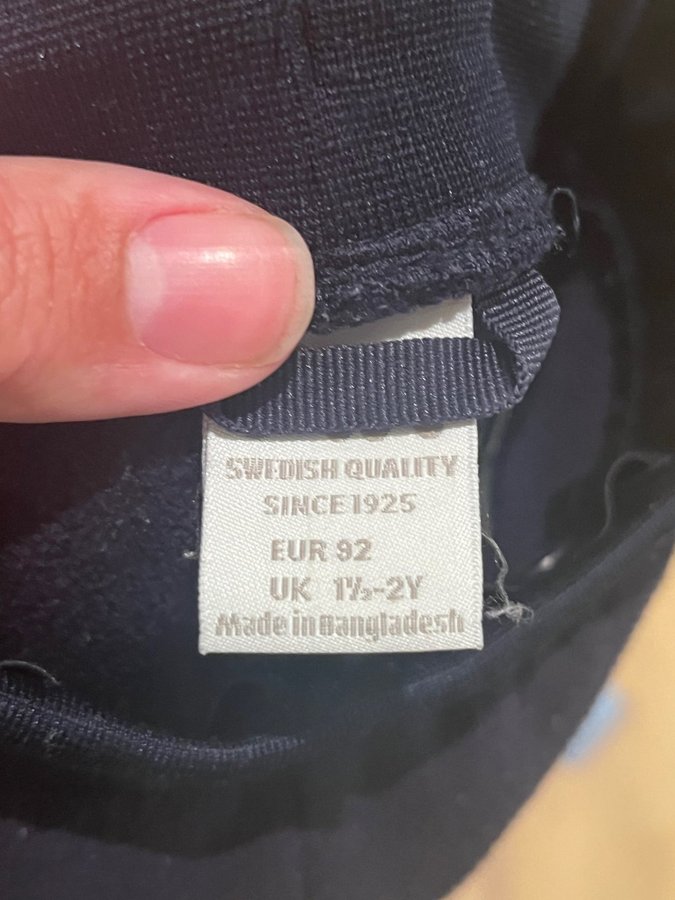 SWEDISH QUALITY
SINCE 1925
EUR 92
UK 1½-2Y
Made in Bangladesh